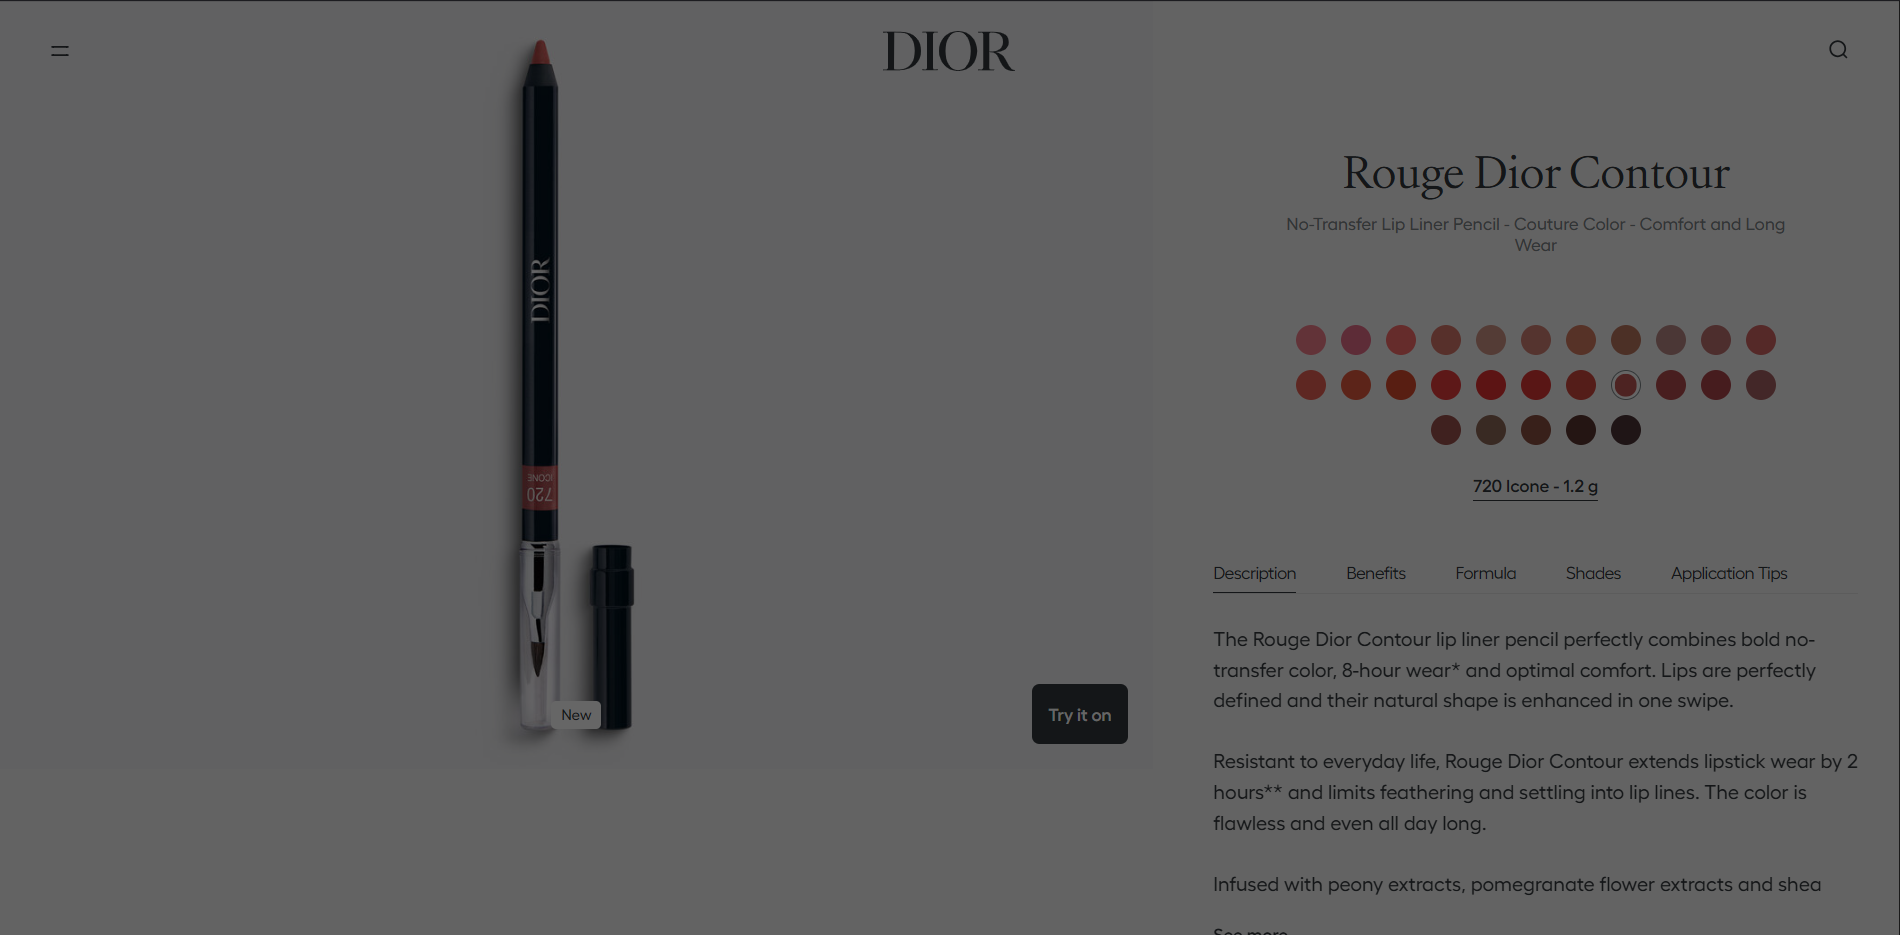 DIOR
DIOR
ICONE
720
New
Try it on
Rouge Dior Contour
No-Transfer Lip Liner Pencil - Couture Color - Comfort and Long
Wear
720 Icone - 1.2 g
Description
Benefits
Formula
Shades
Application Tips
The Rouge Dior Contour lip liner pencil perfectly combines bold no-
transfer color, 8-hour wear* and optimal comfort. Lips are perfectly
defined and their natural shape is enhanced in one swipe.
Resistant to everyday life, Rouge Dior Contour extends lipstick wear by 2
hours** and limits feathering and settling into lip lines. The color is
flawless and even all day long.
Infused with peony extracts, pomegranate flower extracts and shea
See more